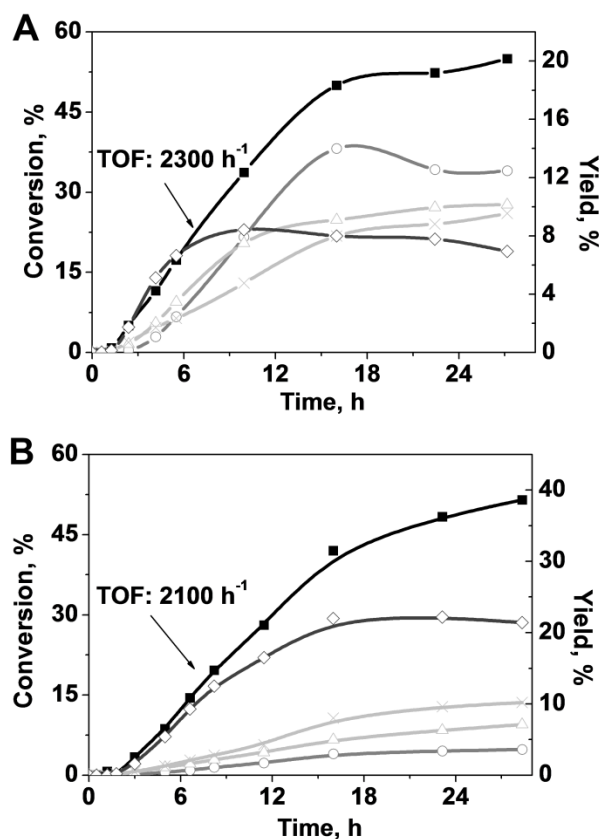 A
60
45
30
15
0
Conversion, %
TOF: 2300 h⁻¹
20
16
12
8
4
0
Yield, %
0 6 12 18 24
Time, h
B
60
45
30
15
0
Conversion, %
TOF: 2100 h⁻¹
40
30
20
10
0
Yield, %
0 6 12 18 24
Time, h